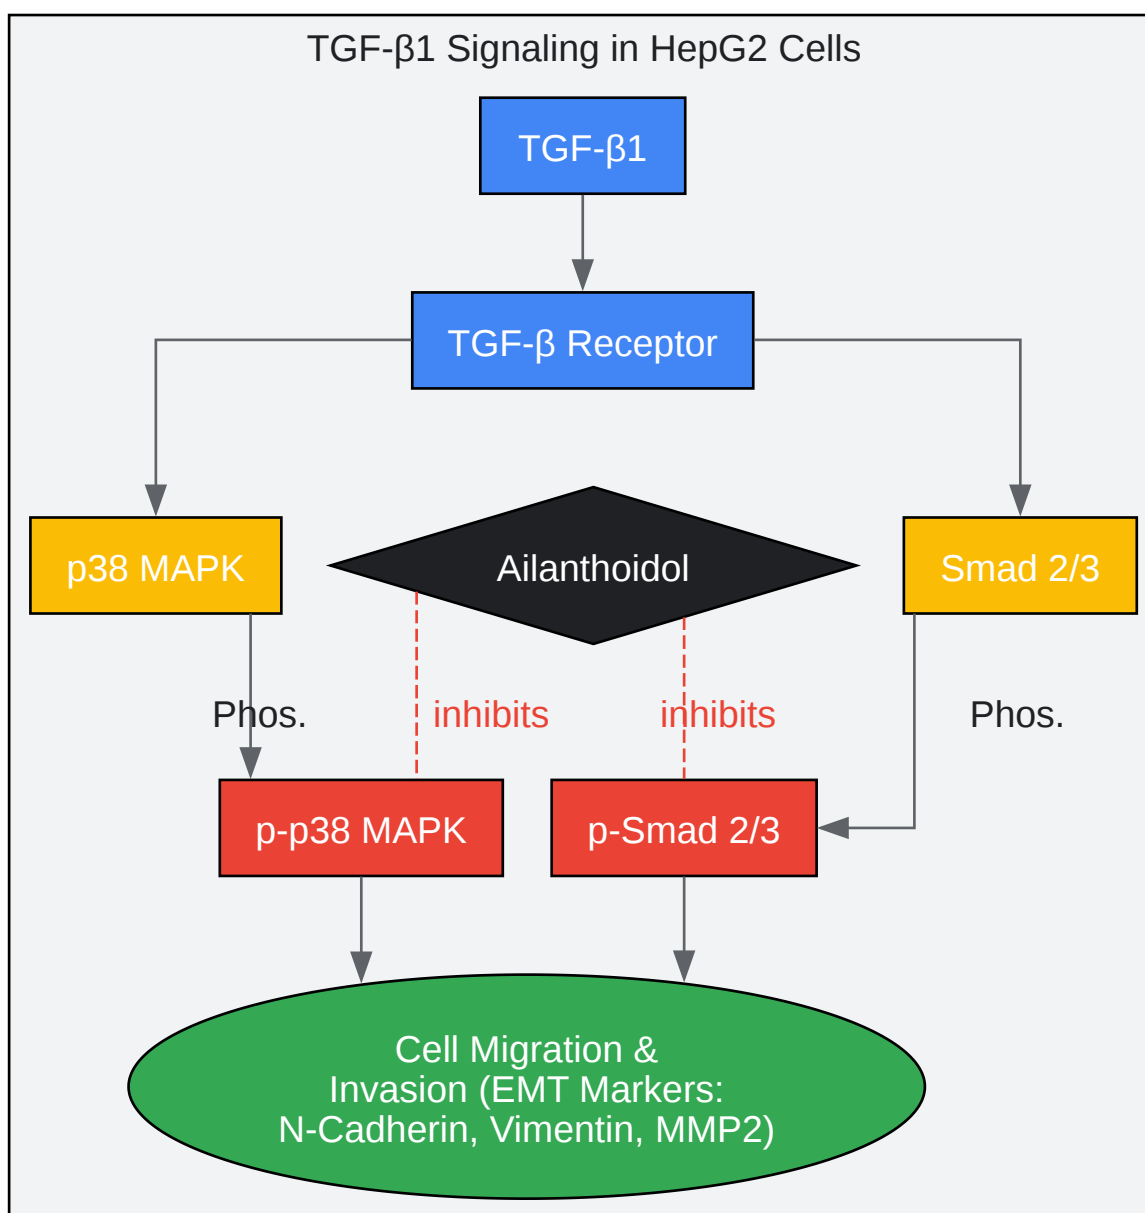 TGF-β1 Signaling in HepG2 Cells
TGF-β1
TGF-β Receptor
p38 MAPK
Ailanthoidol
Smad 2/3
Phos.
inhibits
inhibits
Phos.
p-p38 MAPK
p-Smad 2/3
Cell Migration &
Invasion (EMT Markers:
N-Cadherin, Vimentin, MMP2)